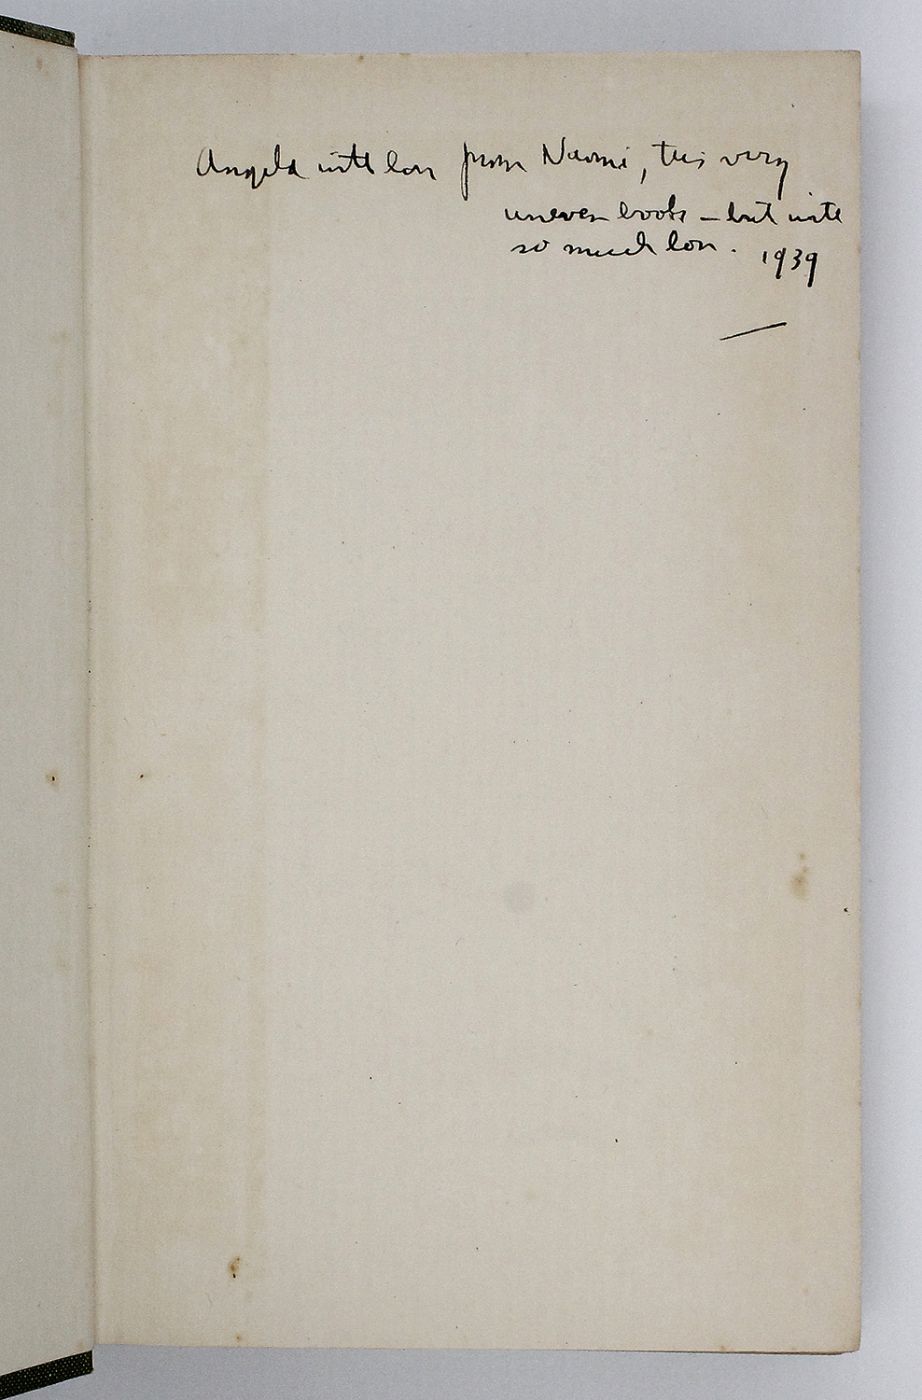 Angela with love from Naomi, this very
uneven book – but with
so much love. 1939